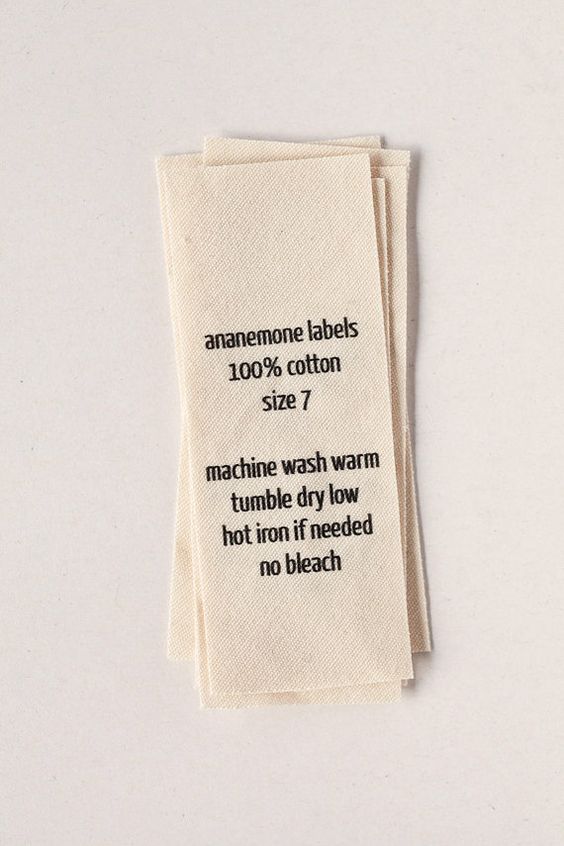 ananemone labels
100% cotton
size 7
machine wash warm
tumble dry low
hot iron if needed
no bleach